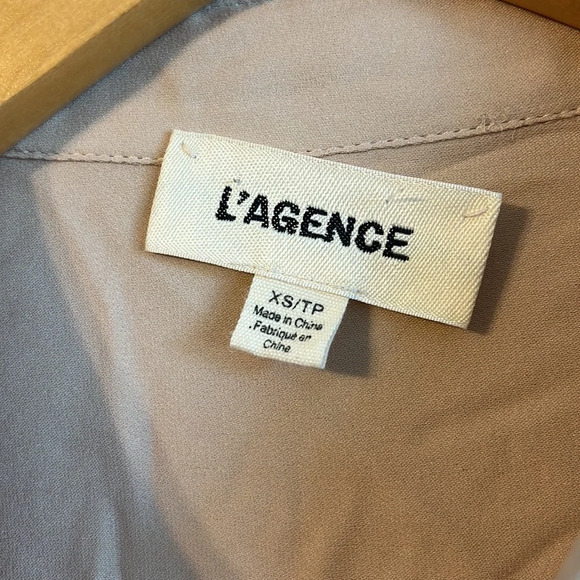 L'AGENCE
XS/TP
Made in China
Fabriqué en
Chine